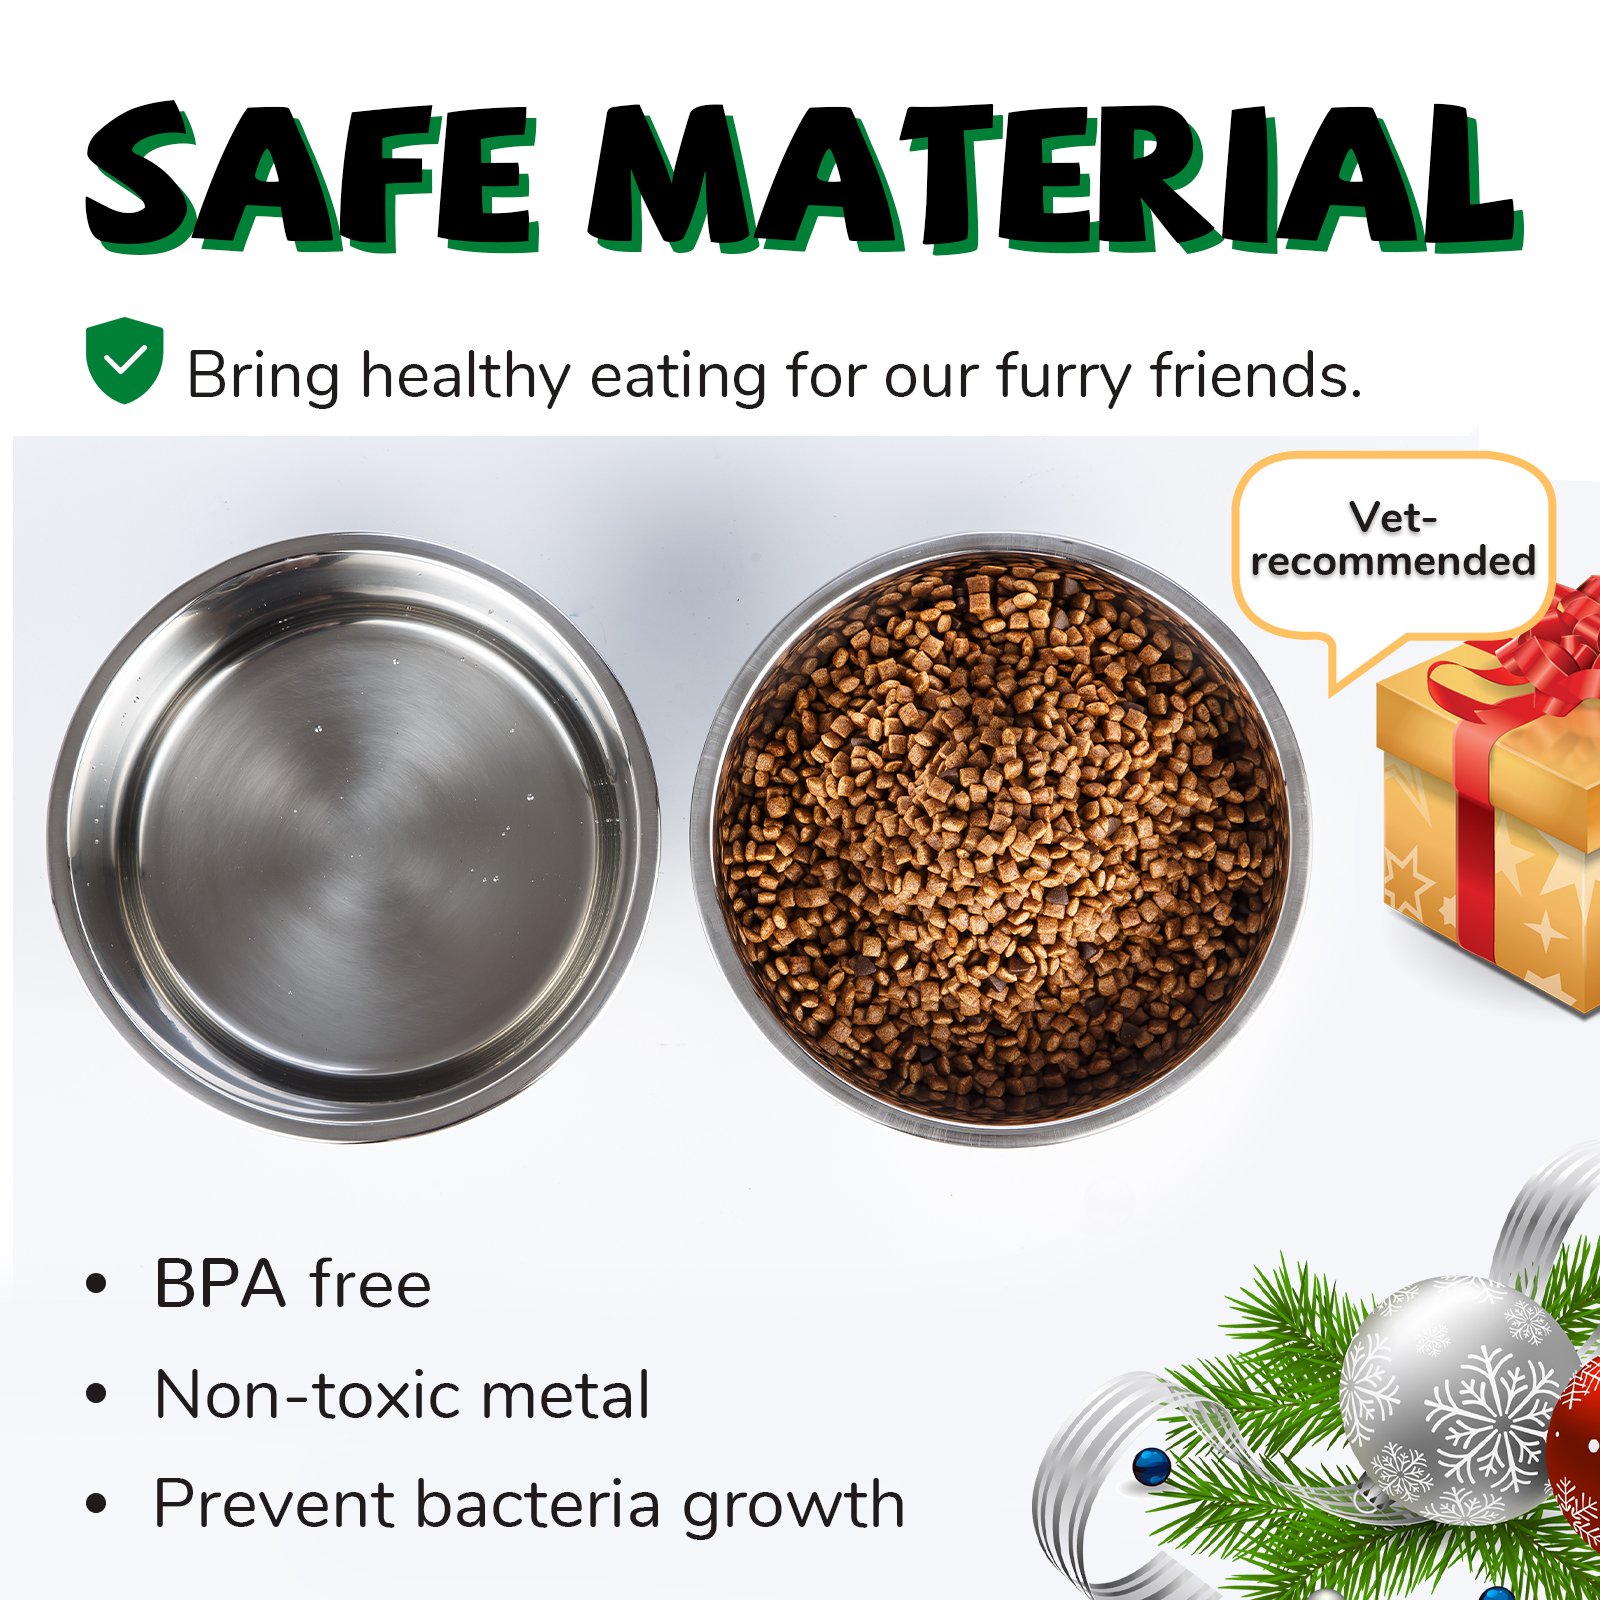 SAFE MATERIAL
Bring healthy eating for our furry friends.
Vet-
recommended
• BPA free
• Non-toxic metal
• Prevent bacteria growth